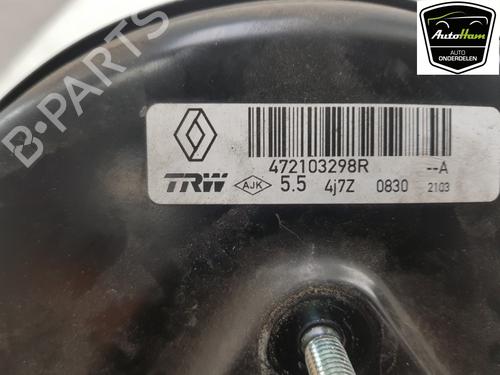 AutoHam
AUTO
ONDERDELEN
B-PARTS
472103298R --A
TRW AJK 5.5 4j7Z 0830 2103